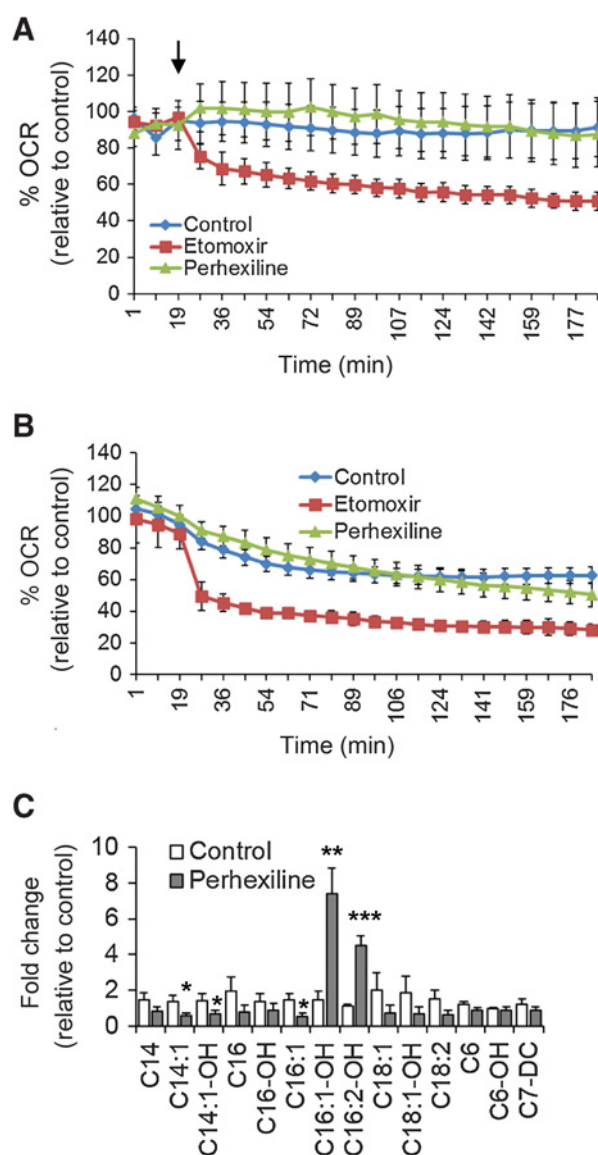 A
140
120
100
80
60
40
20
0
% OCR
(relative to control)
Control
Etomoxir
Perhexiline
1
19
36
54
72
89
107
124
142
159
177
Time (min)
B
140
120
100
80
60
40
20
0
% OCR
(relative to control)
Control
Etomoxir
Perhexiline
1
19
36
54
71
89
106
124
141
159
176
Time (min)
C
10
8
6
4
2
0
Fold change
(relative to control)
Control
Perhexiline
*
*
*
**
***
C14
C14:1
C14:1-OH
C16
C16-OH
C16:1
C16:1-OH
C16:2-OH
C18:1
C18:1-OH
C18:2
C6
C6-OH
C7-DC